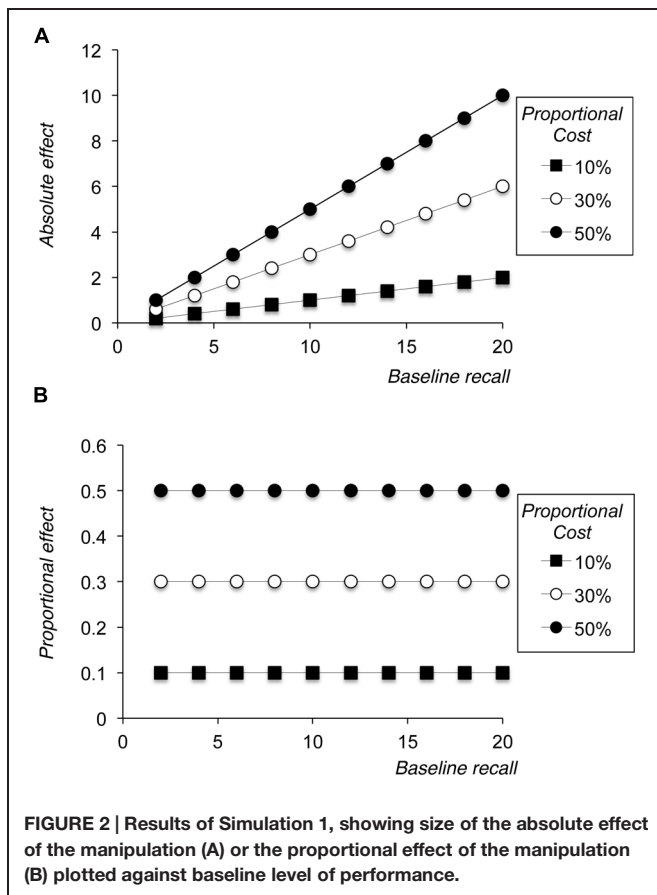 A
12
10
8
6
4
2
0
Absolute effect
0 5 10 15 20
Baseline recall
Proportional
Cost
10%
30%
50%
B
0.6
0.5
0.4
0.3
0.2
0.1
0
Proportional effect
0 5 10 15 20
Baseline recall
Proportional
Cost
10%
30%
50%
FIGURE 2 | Results of Simulation 1, showing size of the absolute effect
of the manipulation (A) or the proportional effect of the manipulation
(B) plotted against baseline level of performance.